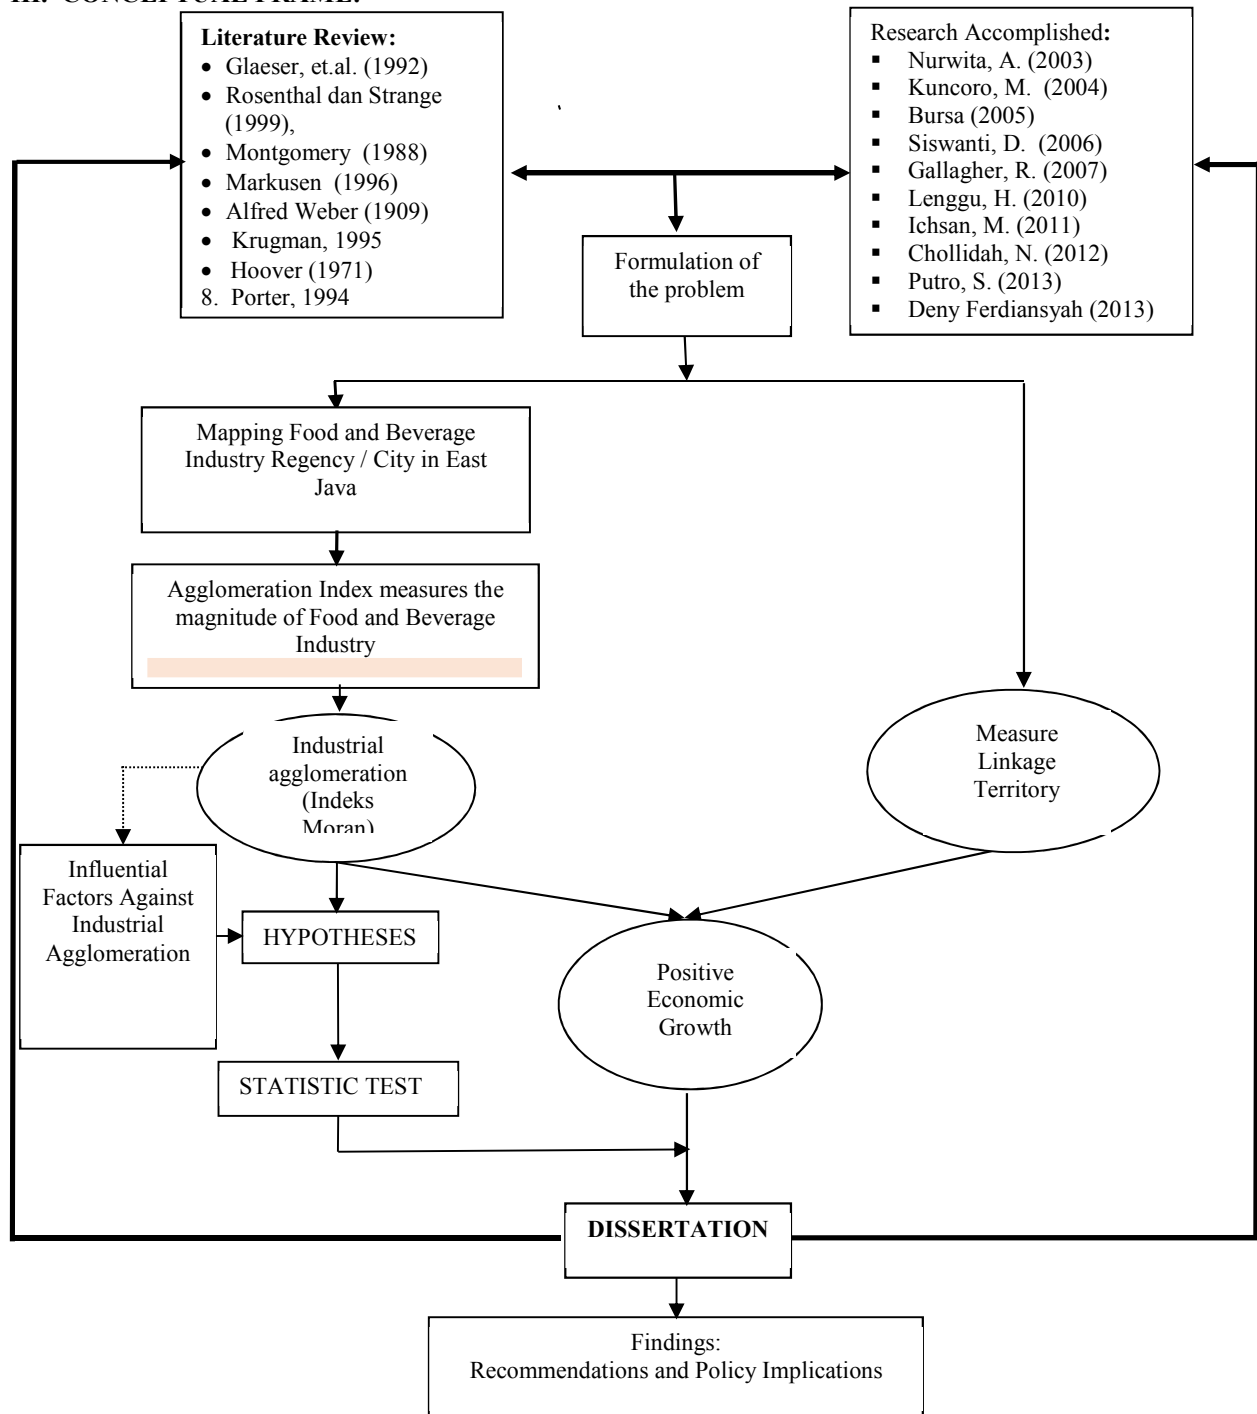 III. CONCEPTUAL FRAME:
Literature Review:
• Glaeser, et.al. (1992)
• Rosenthal dan Strange
(1999),
• Montgomery (1988)
• Markusen (1996)
• Alfred Weber (1909)
• Krugman, 1995
• Hoover (1971)
8. Porter, 1994
Research Accomplished:
▪ Nurwita, A. (2003)
▪ Kuncoro, M. (2004)
▪ Bursa (2005)
▪ Siswanti, D. (2006)
▪ Gallagher, R. (2007)
▪ Lenggu, H. (2010)
▪ Ichsan, M. (2011)
▪ Chollidah, N. (2012)
▪ Putro, S. (2013)
▪ Deny Ferdiansyah (2013)
Formulation of
the problem
Mapping Food and Beverage
Industry Regency / City in East
Java
Agglomeration Index measures the
magnitude of Food and Beverage
Industry
Industrial
agglomeration
(Indeks
Moran)
Measure
Linkage
Territory
Influential
Factors Against
Industrial
Agglomeration
HYPOTHESES
Positive
Economic
Growth
STATISTIC TEST
DISSERTATION
Findings:
Recommendations and Policy Implications